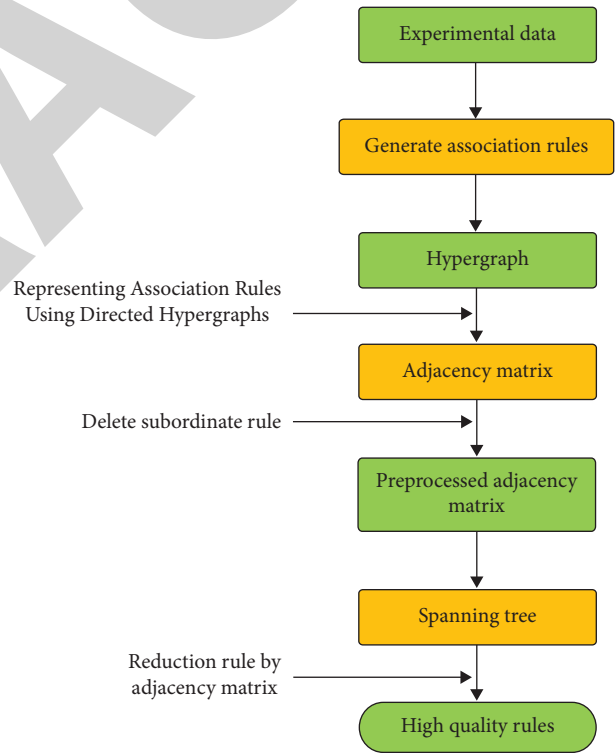 Experimental data
Generate association rules
Hypergraph
Representing Association Rules
Using Directed Hypergraphs
Adjacency matrix
Delete subordinate rule
Preprocessed adjacency
matrix
Spanning tree
Reduction rule by
adjacency matrix
High quality rules